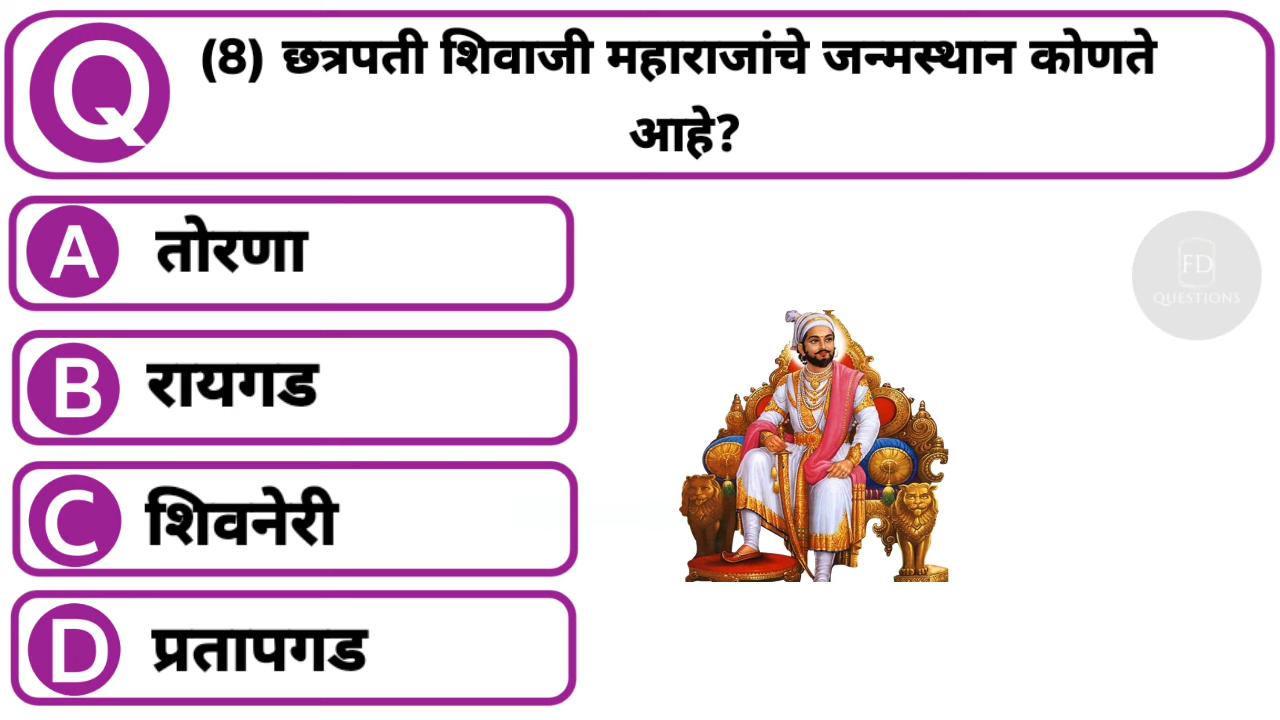 Q
(8) छत्रपती शिवाजी महाराजांचे जन्मस्थान कोणते
आहे?
A तोरणा
B रायगड
C शिवनेरी
D प्रतापगड
FD
QUESTIONS